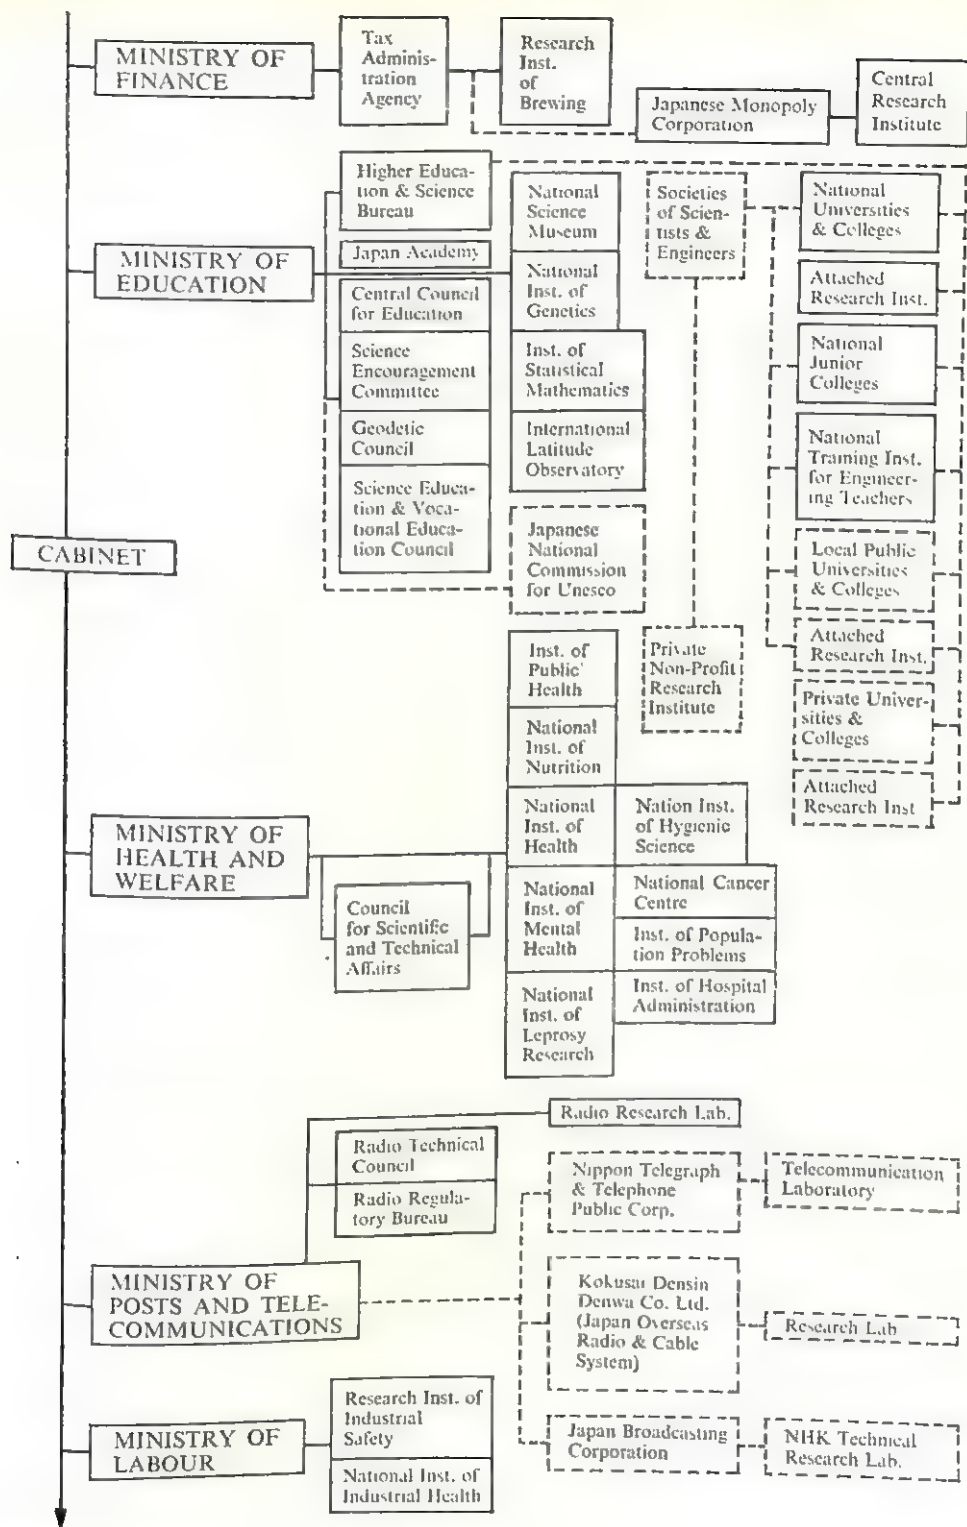 MINISTRY OF
FINANCE
Tax
Adminis-
tration
Agency
Research
Inst.
of
Brewing
Japanese Monopoly
Corporation
Central
Research
Institute
MINISTRY OF
EDUCATION
Higher Educa-
tion & Science
Bureau
Japan Academy
Central Council
for Education
Science
Encouragement
Committee
Geodetic
Council
Science Educa-
tion & Voca-
tional Educa-
tion Council
National
Science
Museum
National
Inst. of
Genetics
Inst. of
Statistical
Mathematics
International
Latitude
Observatory
Japanese
National
Commission
for Unesco
Societies
of Scien-
tists &
Engineers
Private
Non-Profit
Research
Institute
National
Universities
& Colleges
Attached
Research Inst.
National
Junior
Colleges
National
Training Inst.
for Engineer-
ing Teachers
Local Public
Universities
& Colleges
Attached
Research Inst.
Private Univer-
sities &
Colleges
Attached
Research Inst
CABINET
MINISTRY OF
HEALTH AND
WELFARE
Council
for Scientific
and Technical
Affairs
Inst. of
Public
Health
National
Inst. of
Nutrition
National
Inst. of
Health
National
Inst. of
Mental
Health
National
Inst. of
Leprosy
Research
Nation Inst.
of Hygienic
Science
National Cancer
Centre
Inst. of Popula-
tion Problems
Inst. of Hospital
Administration
MINISTRY OF
POSTS AND TELE-
COMMUNICATIONS
Radio Research Lab.
Radio Technical
Council
Radio Regula-
tory Bureau
Nippon Telegraph
& Telephone
Public Corp.
Telecommunication
Laboratory
Kokusai Densin
Denwa Co. Ltd.
(Japan Overseas
Radio & Cable
System)
Research Lab
Japan Broadcasting
Corporation
NHK Technical
Research Lab.
MINISTRY OF
LABOUR
Research Inst. of
Industrial
Safety
National Inst. of
Industrial Health